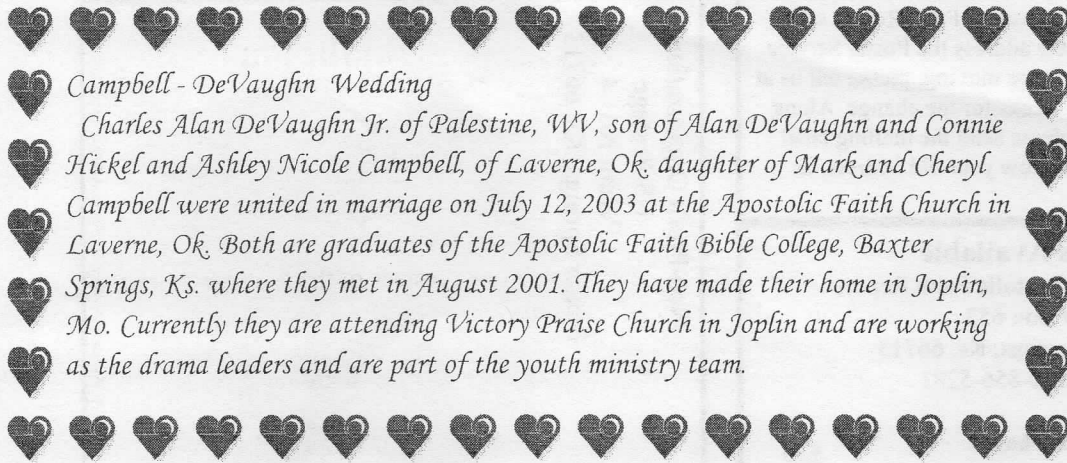 Campbell - DeVaughn Wedding
Charles Alan DeVaughn Jr. of Palestine, WV, son of Alan DeVaughn and Connie
Hickel and Ashley Nicole Campbell, of Laverne, Ok. daughter of Mark and Cheryl
Campbell were united in marriage on July 12, 2003 at the Apostolic Faith Church in
Laverne, Ok. Both are graduates of the Apostolic Faith Bible College, Baxter
Springs, Ks. where they met in August 2001. They have made their home in Joplin,
Mo. Currently they are attending Victory Praise Church in Joplin and are working
as the drama leaders and are part of the youth ministry team.